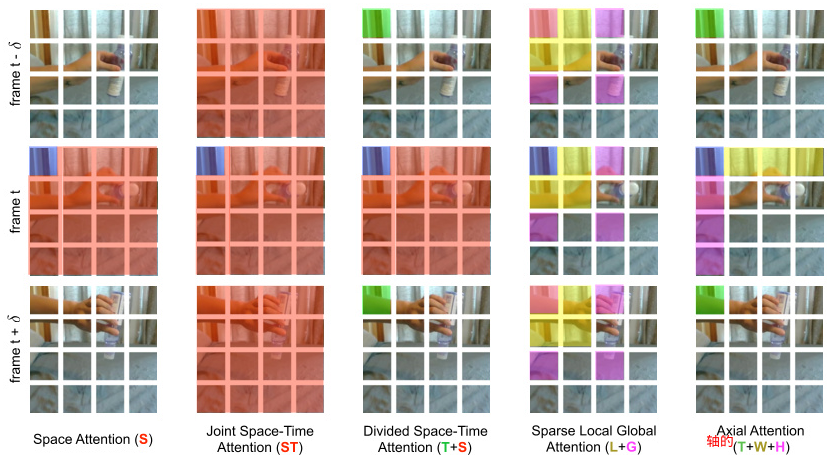 frame t - δ
frame t
frame t + δ
Space Attention (S)
Joint Space-Time
Attention (ST)
Divided Space-Time
Attention (T+S)
Sparse Local Global
Attention (L+G)
Axial Attention
轴的(T+W+H)